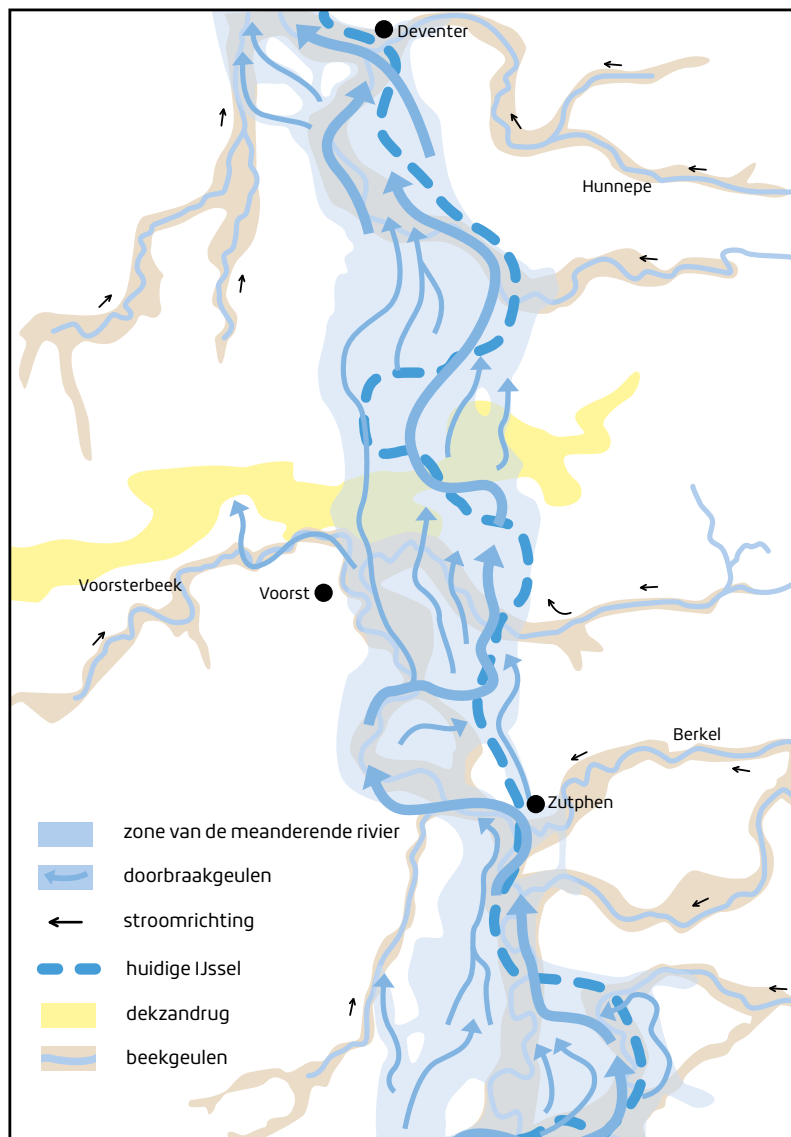 Deventer
Hunnepe
Voorsterbeek
Voorst
Berkel
Zutphen
zone van de meanderende rivier
doorbraakgeulen
stroomrichting
huidige IJssel
dekzandrug
beekgeulen